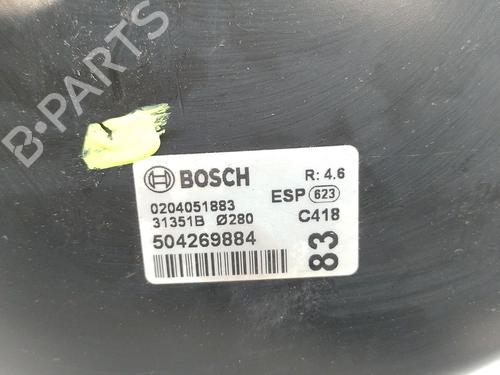 B-PARTS
BOSCH R: 4.6
0204051883 ESP 623
31351B Ø280 C418
504269884
83